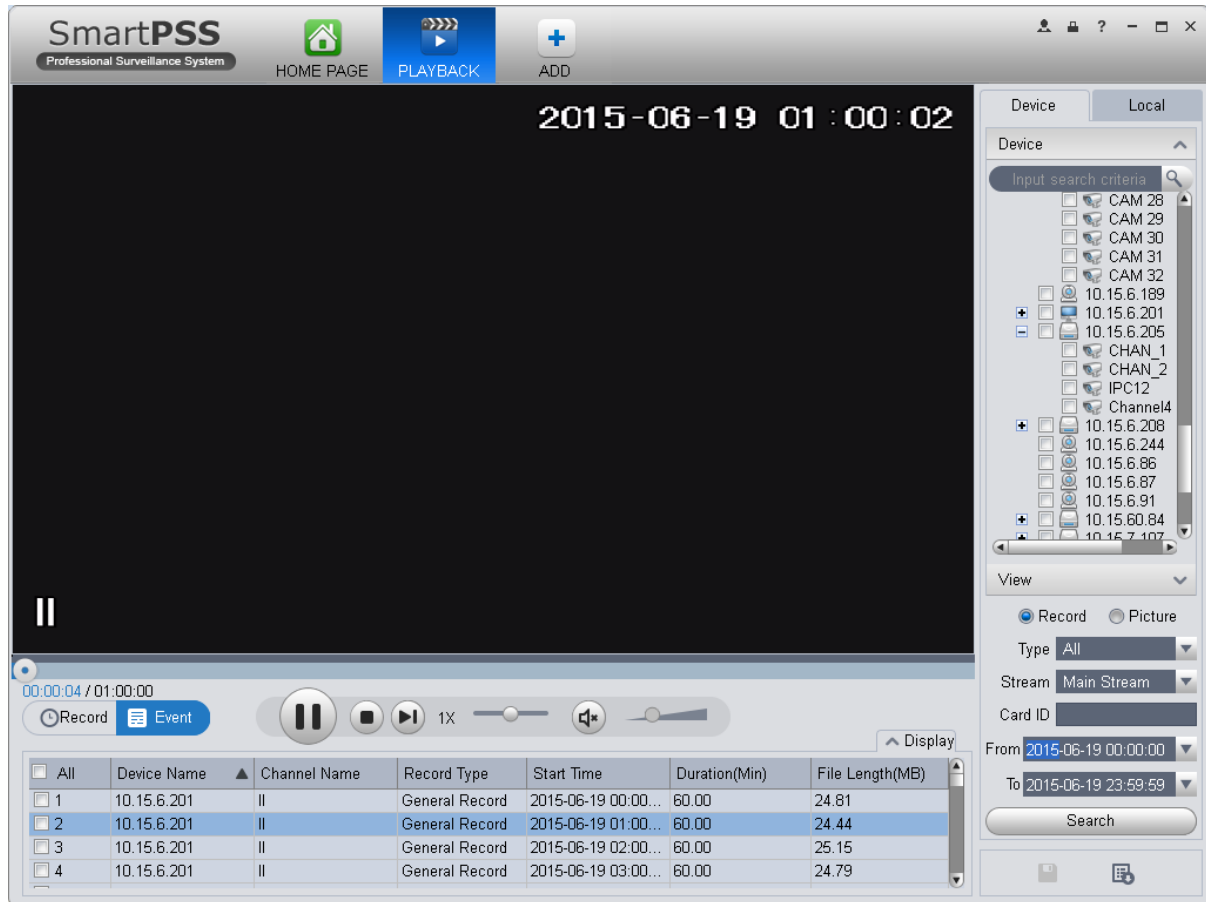 SmartPSS
Professional Surveillance System
HOME PAGE
PLAYBACK
ADD
?
2015-06-19 01:00:02
Device Local
Device
Input search criteria
CAM 28
CAM 29
CAM 30
CAM 31
CAM 32
10.15.6.189
10.15.6.201
10.15.6.205
CHAN_1
CHAN_2
IPC12
Channel4
10.15.6.208
10.15.6.244
10.15.6.86
10.15.6.87
10.15.6.91
10.15.60.84
10.15.7.107
View
Record Picture
Type All
Stream Main Stream
Card ID
From 2015-06-19 00:00:00
To 2015-06-19 23:59:59
Search
00:00:04 / 01:00:00
Record Event
1X
Display
All Device Name Channel Name Record Type Start Time Duration(Min) File Length(MB)
1 10.15.6.201 II General Record 2015-06-19 00:00... 60.00 24.81
2 10.15.6.201 II General Record 2015-06-19 01:00... 60.00 24.44
3 10.15.6.201 II General Record 2015-06-19 02:00... 60.00 25.15
4 10.15.6.201 II General Record 2015-06-19 03:00... 60.00 24.79